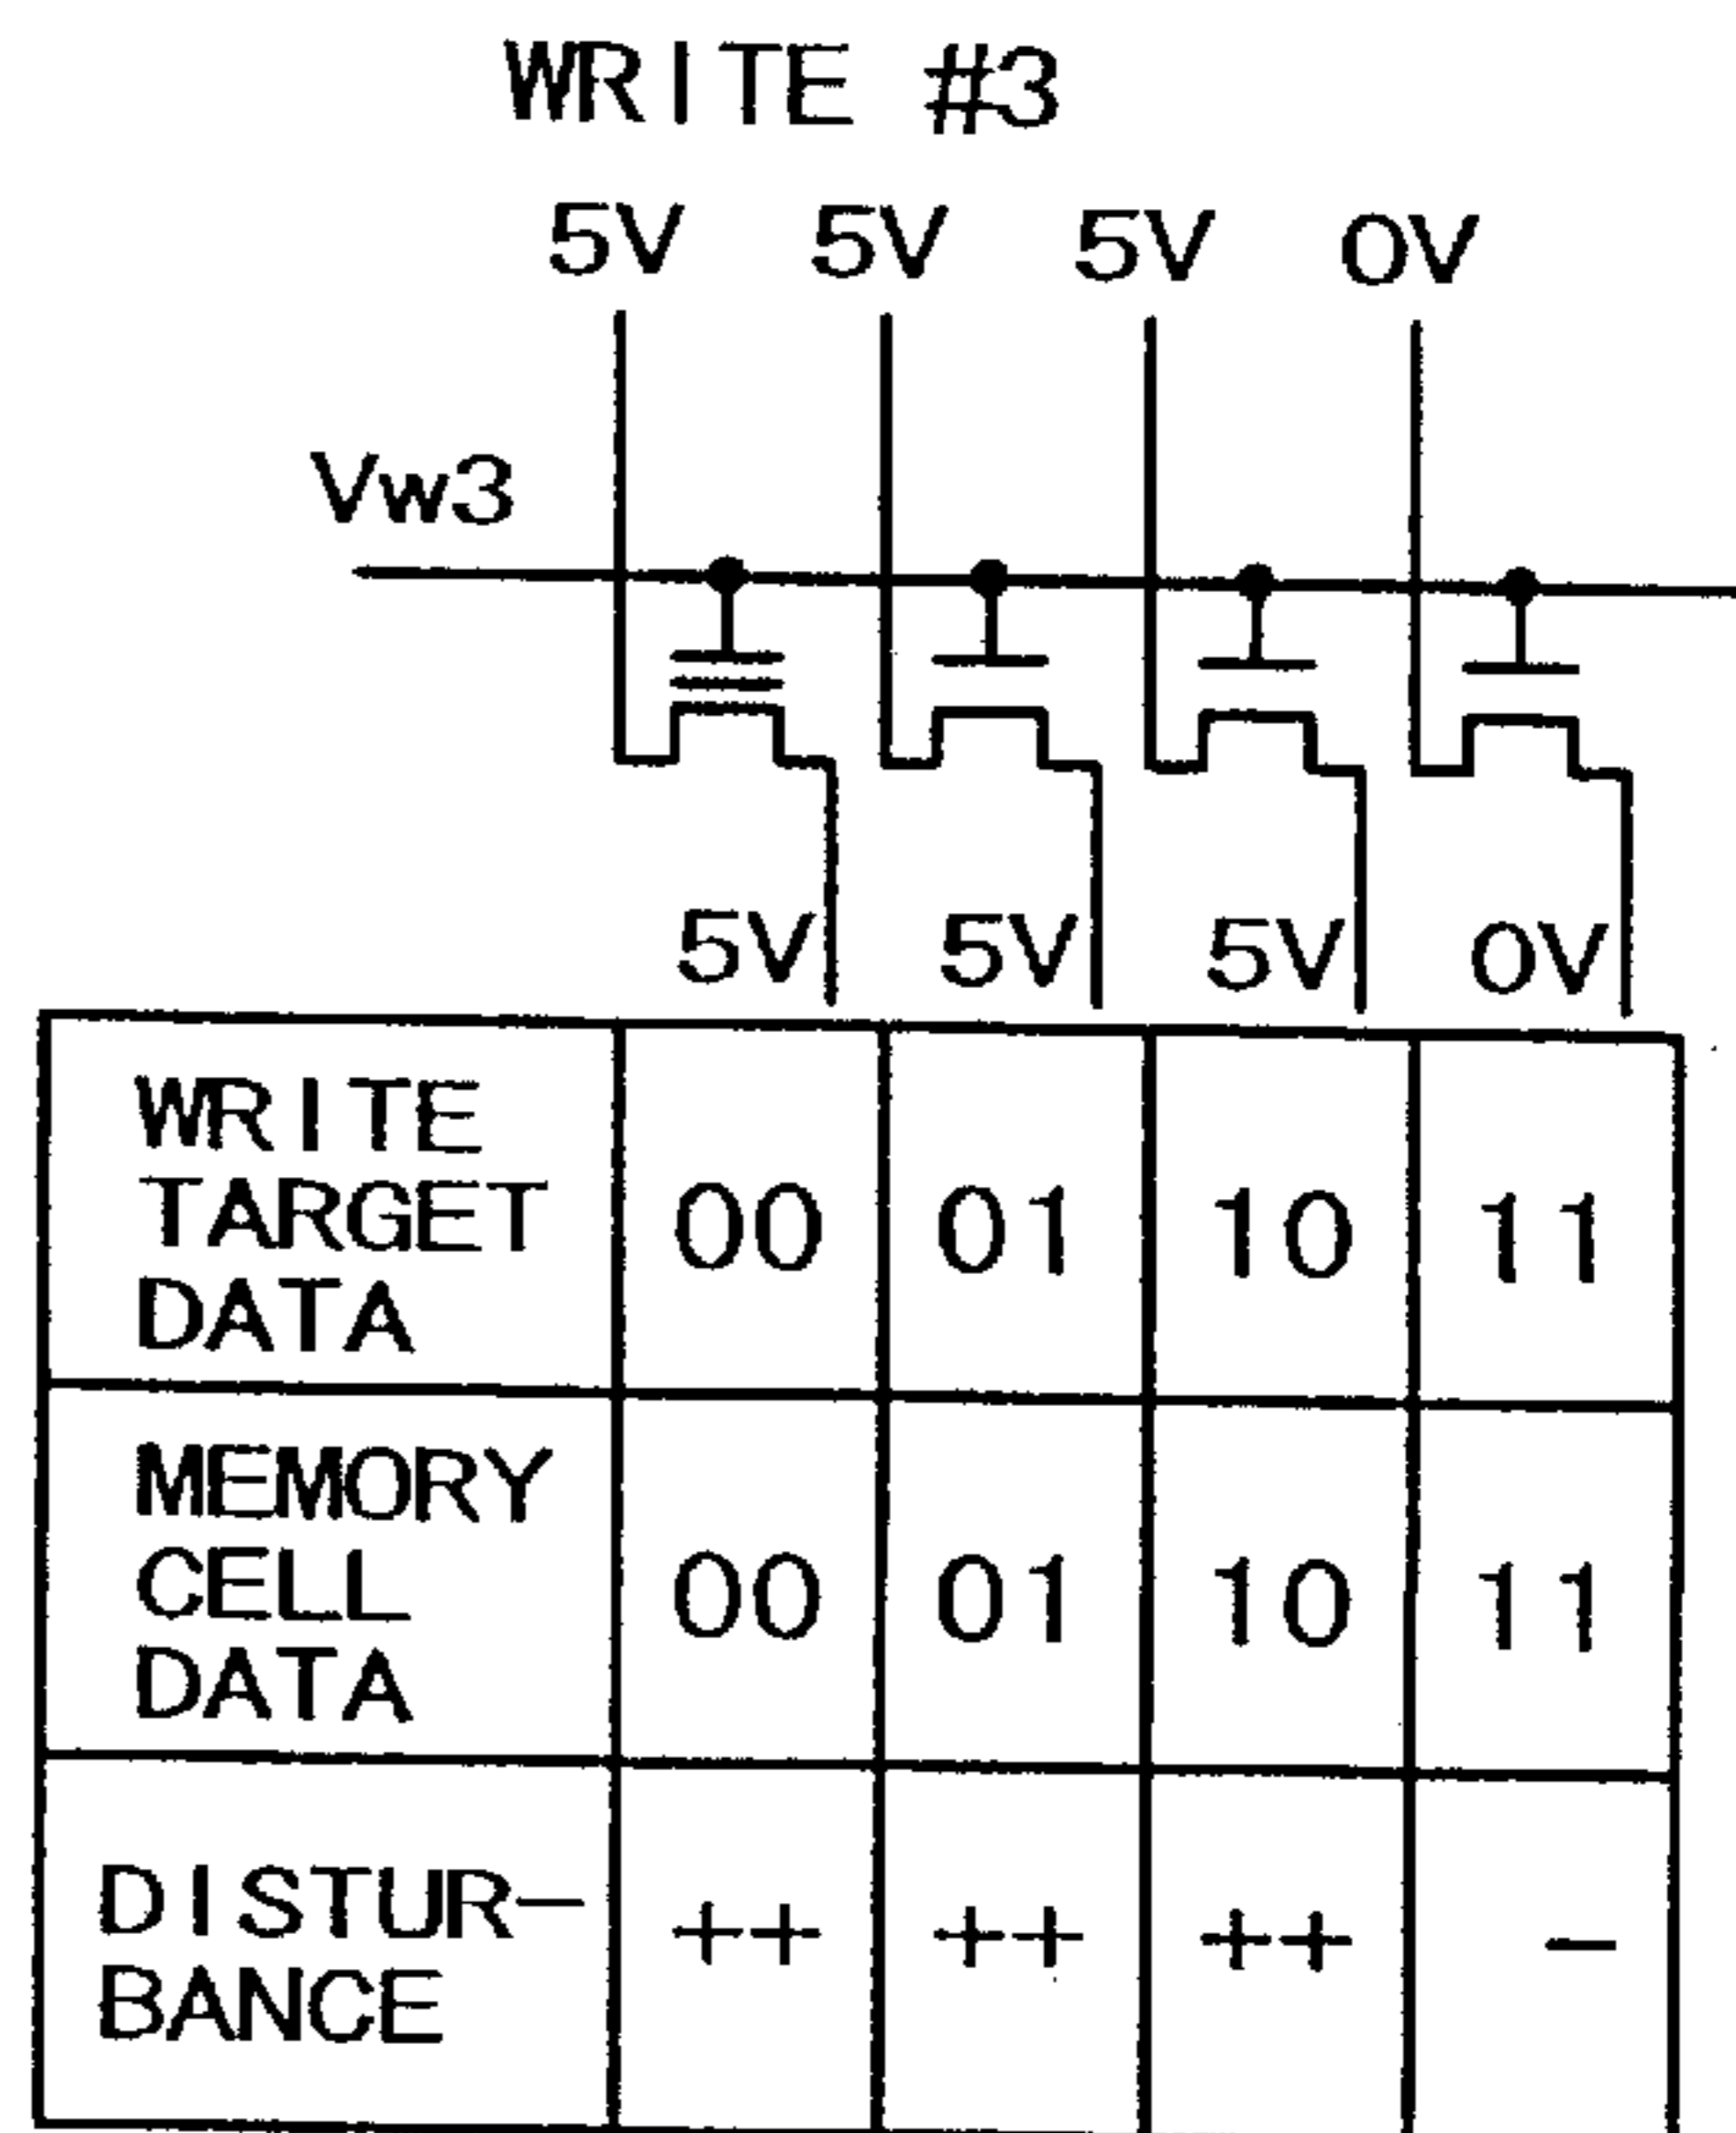 WRITE #3
5V 5V 5V 0V
Vw3
5V 5V 5V 0V
WRITE
TARGET
DATA
00 01 10 11
MEMORY
CELL
DATA
00 01 10 11
DISTUR-
BANCE
++ ++ ++ -